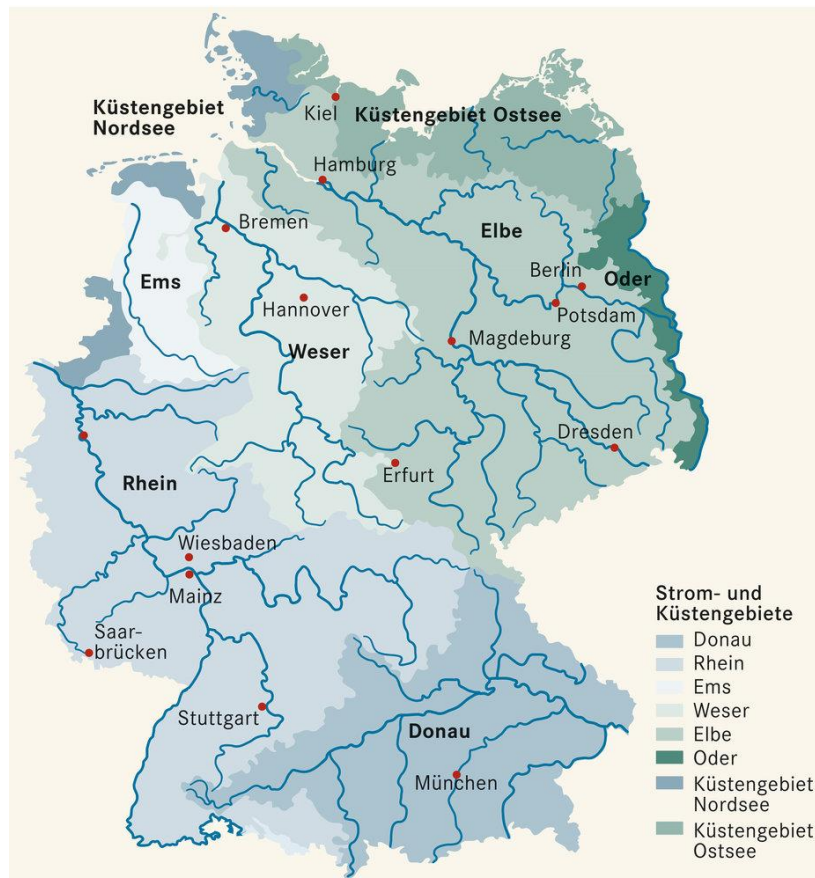 Küstengebiet
Nordsee
Kiel
Küstengebiet Ostsee
Hamburg
Bremen
Elbe
Ems
Berlin
Oder
Hannover
Potsdam
Weser
Magdeburg
Dresden
Erfurt
Rhein
Wiesbaden
Mainz
Saar-
brücken
Stuttgart
Donau
München
Strom- und
Küstengebiete
Donau
Rhein
Ems
Weser
Elbe
Oder
Küstengebiet
Nordsee
Küstengebiet
Ostsee